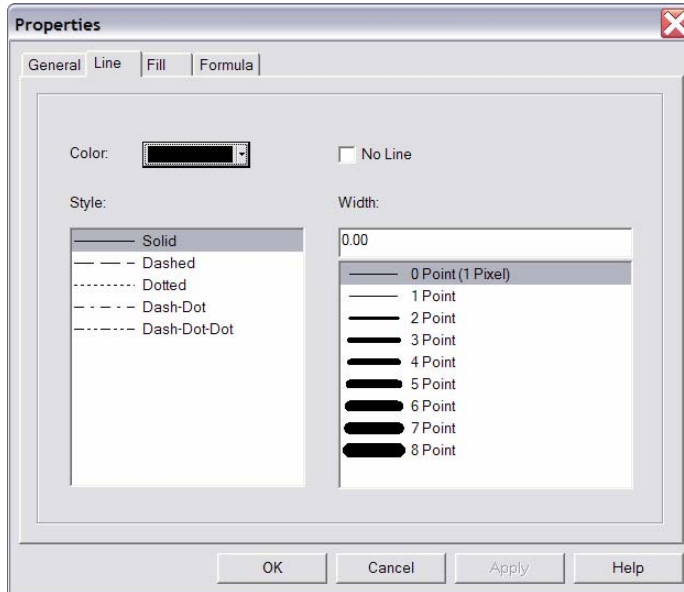 Properties
General Line Fill Formula
Color: No Line
Style: Width:
0.00
Solid
Dashed
Dotted
Dash-Dot
Dash-Dot-Dot
0 Point (1 Pixel)
1 Point
2 Point
3 Point
4 Point
5 Point
6 Point
7 Point
8 Point
OK Cancel Apply Help